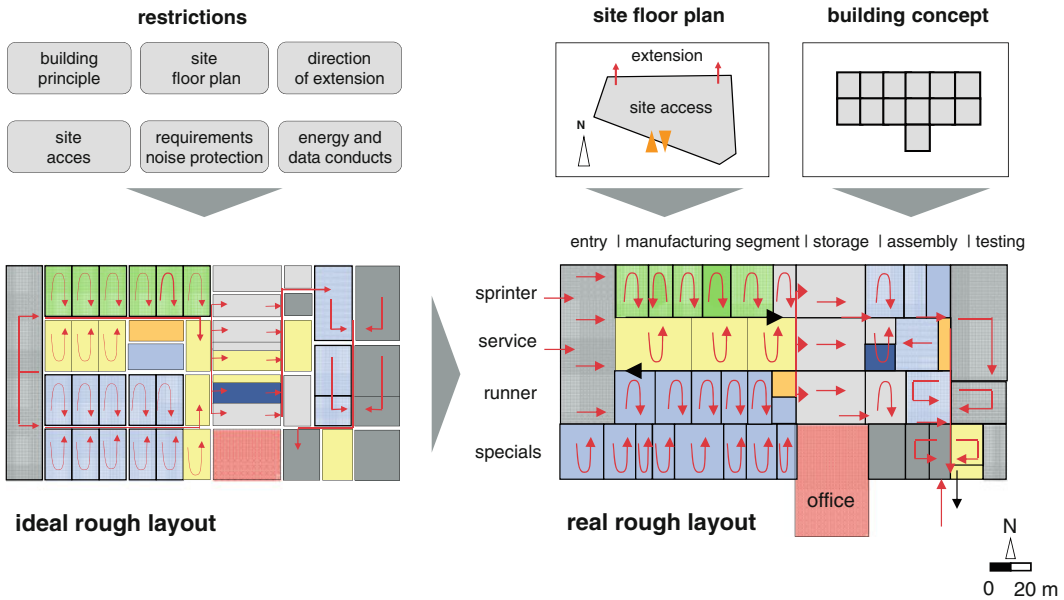 restrictions
building
principle
site
floor plan
direction
of extension
site
acces
requirements
noise protection
energy and
data conducts
site floor plan
extension
site access
N
building concept
entry | manufacturing segment | storage | assembly | testing
sprinter
service
runner
specials
office
ideal rough layout
real rough layout
N
0 20 m